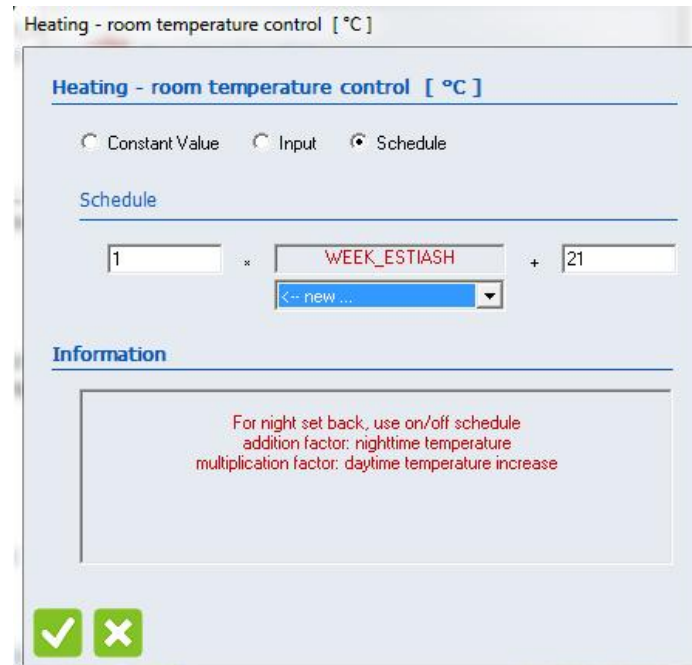 Heating - room temperature control [ °C ]
Heating - room temperature control [ °C ]
Constant Value Input Schedule
Schedule
1 * WEEK_ESTIASH + 21
<-- new ...
Information
For night set back, use on/off schedule
addition factor: nighttime temperature
multiplication factor: daytime temperature increase